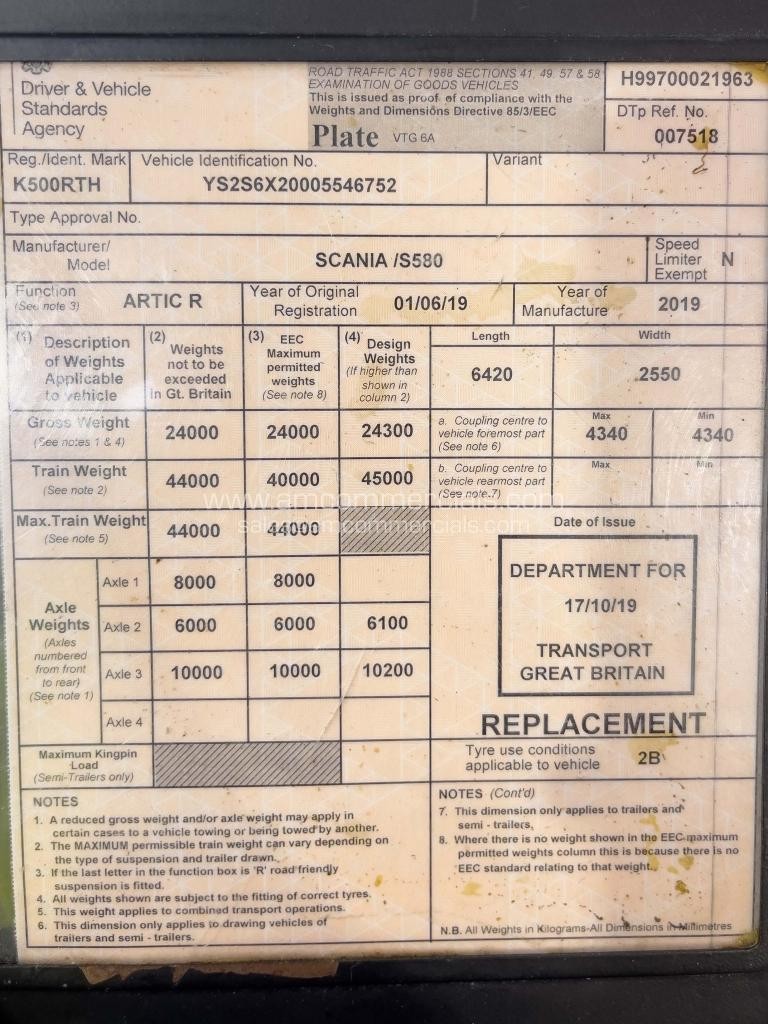 Driver & Vehicle
Standards
Agency
ROAD TRAFFIC ACT 1988 SECTIONS 41, 49, 57 & 58
EXAMINATION OF GOODS VEHICLES
This is issued as proof of compliance with the
Weights and Dimensions Directive 85/3/EEC
Plate VTG 6A
H99700021963
DTp Ref. No.
007518
Reg./Ident. Mark
K500RTH
Vehicle Identification No.
YS2S6X20005546752
Variant
Type Approval No.
Manufacturer/
Model
SCANIA /S580
Speed
Limiter
Exempt
N
Function
(See note 3)
ARTIC R
Year of Original
Registration
01/06/19
Year of
Manufacture
2019
(1) Description
of Weights
Applicable
to vehicle
(2) Weights
not to be
exceeded
in Gt. Britain
(3) EEC
Maximum
permitted
weights
(See note 8)
(4) Design
Weights
(If higher than
shown in
column 2)
Length
6420
Width
2550
Gross Weight
(See notes 1 & 4)
24000
24000
24300
a. Coupling centre to
vehicle foremost part
(See note 6)
Max
4340
Min
4340
Train Weight
(See note 2)
44000
40000
45000
b. Coupling centre to
vehicle rearmost part
(See note.7)
Max
Min
www.amcommercials.com
sales@amcommercials.com
Max.Train Weight
(See note 5)
44000
44000
Axle
Weights
(Axles
numbered
from front
to rear)
(See note 1)
Axle 1
8000
8000
Axle 2
6000
6000
6100
Axle 3
10000
10000
10200
Axle 4
Maximum Kingpin
Load
(Semi-Trailers only)
Date of Issue
DEPARTMENT FOR
17/10/19
TRANSPORT
GREAT BRITAIN
REPLACEMENT
Tyre use conditions
applicable to vehicle
2B
NOTES
1. A reduced gross weight and/or axle weight may apply in
certain cases to a vehicle towing or being towed by another.
2. The MAXIMUM permissible train weight can vary depending on
the type of suspension and trailer drawn.
3. If the last letter in the function box is 'R' road friendly
suspension is fitted.
4. All weights shown are subject to the fitting of correct tyres.
5. This weight applies to combined transport operations.
6. This dimension only applies to drawing vehicles of
trailers and semi - trailers.
NOTES (Cont'd)
7. This dimension only applies to trailers and
semi - trailers,
8. Where there is no weight shown in the EEC maximum
permitted weights column this is because there is no
EEC standard relating to that weight.
N.B. All Weights in Kilograms-All Dimensions in Millimetres